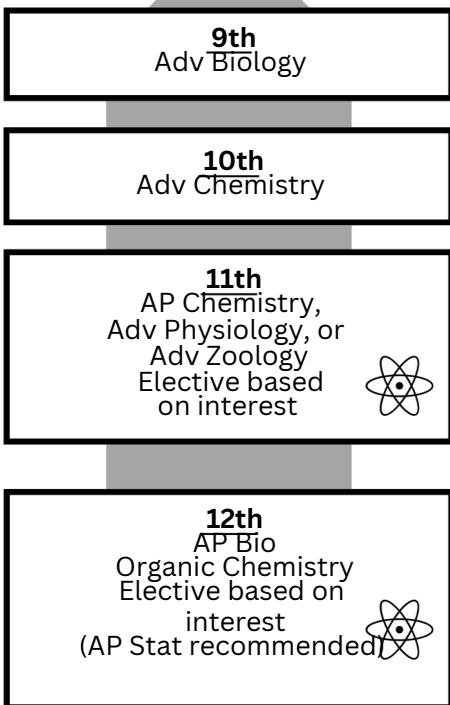 9th
Adv Biology
10th
Adv Chemistry
11th
AP Chemistry,
Adv Physiology, or
Adv Zoology
Elective based
on interest
12th
AP Bio
Organic Chemistry
Elective based on
interest
(AP Stat recommended)